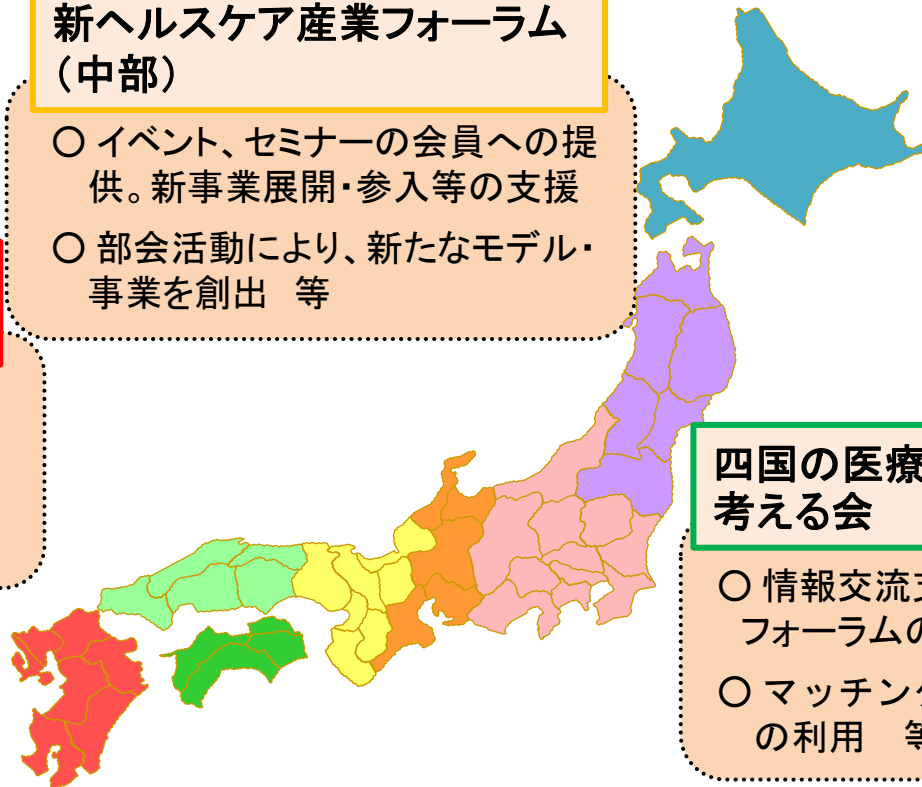 新ヘルスケア産業フォーラム
（中部）
○ イベント、セミナーの会員への提
供。新事業展開・参入等の支援
○ 部会活動により、新たなモデル・
事業を創出　等
四国の医療
考える会
○ 情報交流
フォーラムの
○ マッチング
の利用　等